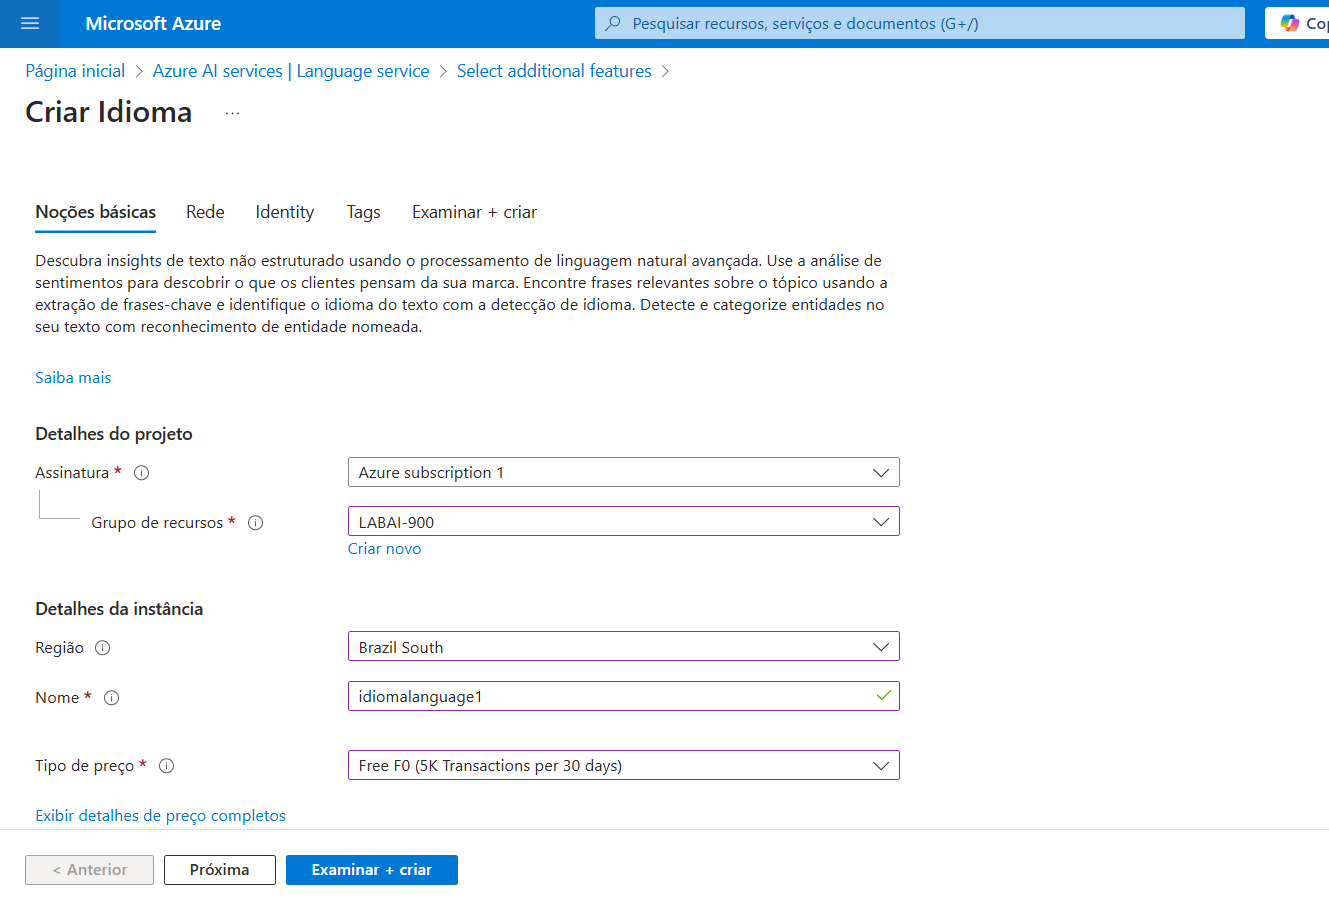 Microsoft Azure
Pesquisar recursos, serviços e documentos (G+/)
Página inicial > Azure AI services | Language service > Select additional features >
Criar Idioma ...
Noções básicas Rede Identity Tags Examinar + criar
Descubra insights de texto não estruturado usando o processamento de linguagem natural avançada. Use a análise de
sentimentos para descobrir o que os clientes pensam da sua marca. Encontre frases relevantes sobre o tópico usando a
extração de frases-chave e identifique o idioma do texto com a detecção de idioma. Detecte e categorize entidades no
seu texto com reconhecimento de entidade nomeada.
Saiba mais
Detalhes do projeto
Assinatura * Azure subscription 1
Grupo de recursos * LABAI-900
Criar novo
Detalhes da instância
Região Brazil South
Nome * idiomalanguage1
Tipo de preço * Free F0 (5K Transactions per 30 days)
Exibir detalhes de preço completos
< Anterior Próxima Examinar + criar